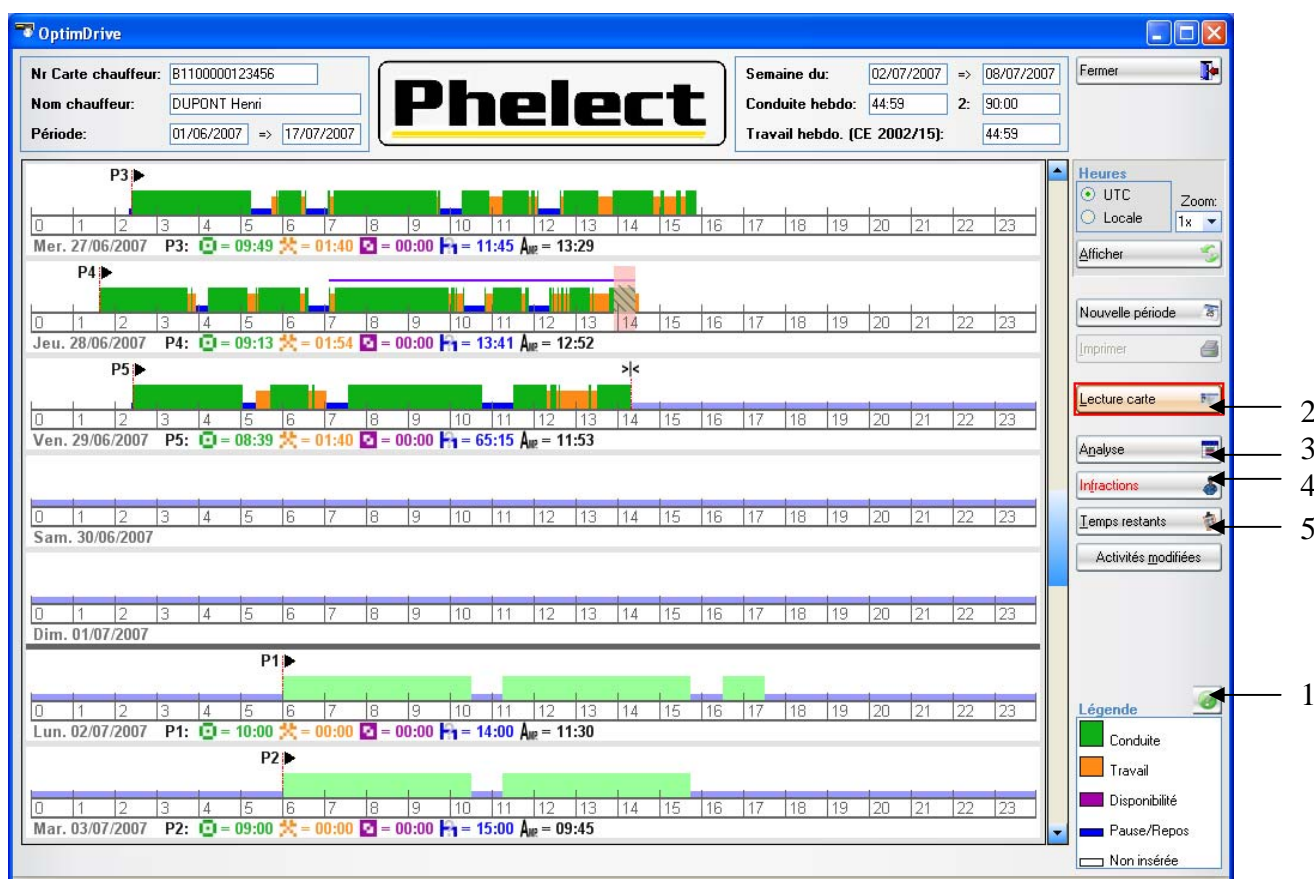 OptimDrive
Nr Carte chauffeur: B1100000123456
Nom chauffeur: DUPONT Henri
Période: 01/06/2007 => 17/07/2007
Phelect
Semaine du: 02/07/2007 => 08/07/2007
Conduite hebdo: 44:59 2: 90:00
Travail hebdo. (CE 2002/15): 44:59
Fermer
P3
0 1 2 3 4 5 6 7 8 9 10 11 12 13 14 15 16 17 18 19 20 21 22 23
Mer. 27/06/2007 P3: = 09:49 = 01:40 = 00:00 = 11:45 AMP = 13:29
P4
0 1 2 3 4 5 6 7 8 9 10 11 12 13 14 15 16 17 18 19 20 21 22 23
Jeu. 28/06/2007 P4: = 09:13 = 01:54 = 00:00 = 13:41 AMP = 12:52
P5 >|<
0 1 2 3 4 5 6 7 8 9 10 11 12 13 14 15 16 17 18 19 20 21 22 23
Ven. 29/06/2007 P5: = 08:39 = 01:40 = 00:00 = 65:15 AMP = 11:53
0 1 2 3 4 5 6 7 8 9 10 11 12 13 14 15 16 17 18 19 20 21 22 23
Sam. 30/06/2007
0 1 2 3 4 5 6 7 8 9 10 11 12 13 14 15 16 17 18 19 20 21 22 23
Dim. 01/07/2007
P1
0 1 2 3 4 5 6 7 8 9 10 11 12 13 14 15 16 17 18 19 20 21 22 23
Lun. 02/07/2007 P1: = 10:00 = 00:00 = 00:00 = 14:00 AMP = 11:30
P2
0 1 2 3 4 5 6 7 8 9 10 11 12 13 14 15 16 17 18 19 20 21 22 23
Mar. 03/07/2007 P2: = 09:00 = 00:00 = 00:00 = 15:00 AMP = 09:45
Heures
UTC
Locale
Zoom:
1x
Afficher
Nouvelle période
Imprimer
Lecture carte
2
Analyse
3
Infractions
4
Temps restants
5
Activités modifiées
1
Légende
Conduite
Travail
Disponibilité
Pause/Repos
Non insérée